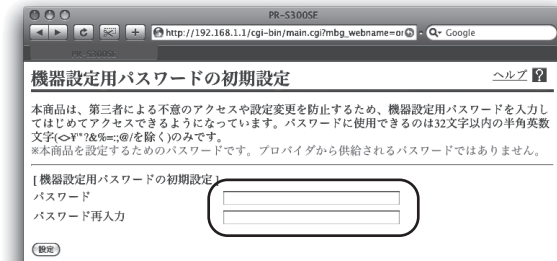 PR-S300SE
http://192.168.1.1/cgi-bin/main.cgi?mbg_webname=or
Google
PR-S300SE
機器設定用パスワードの初期設定
ヘルプ ?
本商品は、第三者による不意のアクセスや設定変更を防止するため、機器設定用パスワードを入力し
てはじめてアクセスできるようになっています。パスワードに使用できるのは32文字以内の半角英数
文字(<>¥'"?&%=:;@/を除く)のみです。
※本商品を設定するためのパスワードです。プロバイダから供給されるパスワードではありません。
[ 機器設定用パスワードの初期設定 ]
パスワード
パスワード再入力
設定